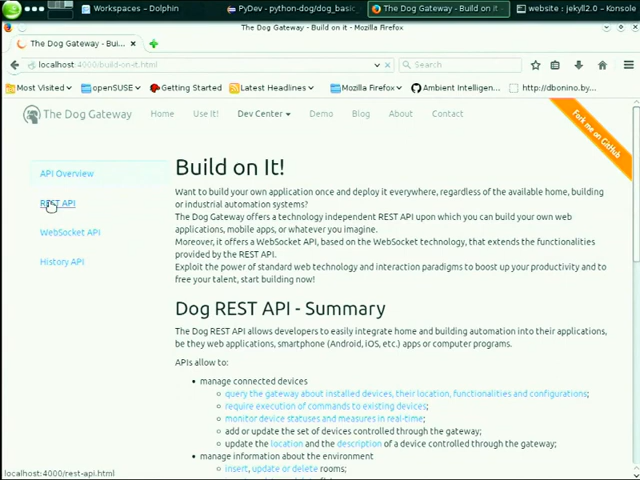 Workspaces – Dolphin
PyDev - python-dog/dog_basic
The Dog Gateway - Build on it. - M
website : jekyll2.0 – Konsole
The Dog Gateway - Build on it. - Mozilla Firefox
The Dog Gateway - Buil...
localhost:4000/build-on-it.html
Search
Most Visited
openSUSE
Getting Started
Latest Headlines
Mozilla Firefox
Ambient Intelligen...
http://dbonino.by...
The Dog Gateway
Home
Use It!
Dev Center
Demo
Blog
About
Contact
Fork me on GitHub
API Overview
REST API
WebSocket API
History API
Build on It!
Want to build your own application once and deploy it everywhere, regardless of the available home, building
or industrial automation systems?
The Dog Gateway offers a technology independent REST API upon which you can build your own web
applications, mobile apps, or whatever you imagine.
Moreover, it offers a WebSocket API, based on the WebSocket technology, that extends the functionalities
provided by the REST API.
Exploit the power of standard web technology and interaction paradigms to boost up your productivity and to
free your talent, start building now!
Dog REST API - Summary
The Dog REST API allows developers to easily integrate home and building automation into their applications,
be they web applications, smartphone (Android, iOS, etc.) apps or computer programs.
APIs allow to:
• manage connected devices
query the gateway about installed devices, their location, functionalities and configurations;
require execution of commands to existing devices;
monitor device statuses and measures in real-time;
add or update the set of devices controlled through the gateway;
update the location and the description of a device controlled through the gateway;
• manage information about the environment
insert, update or delete rooms;
localhost:4000/rest-api.html